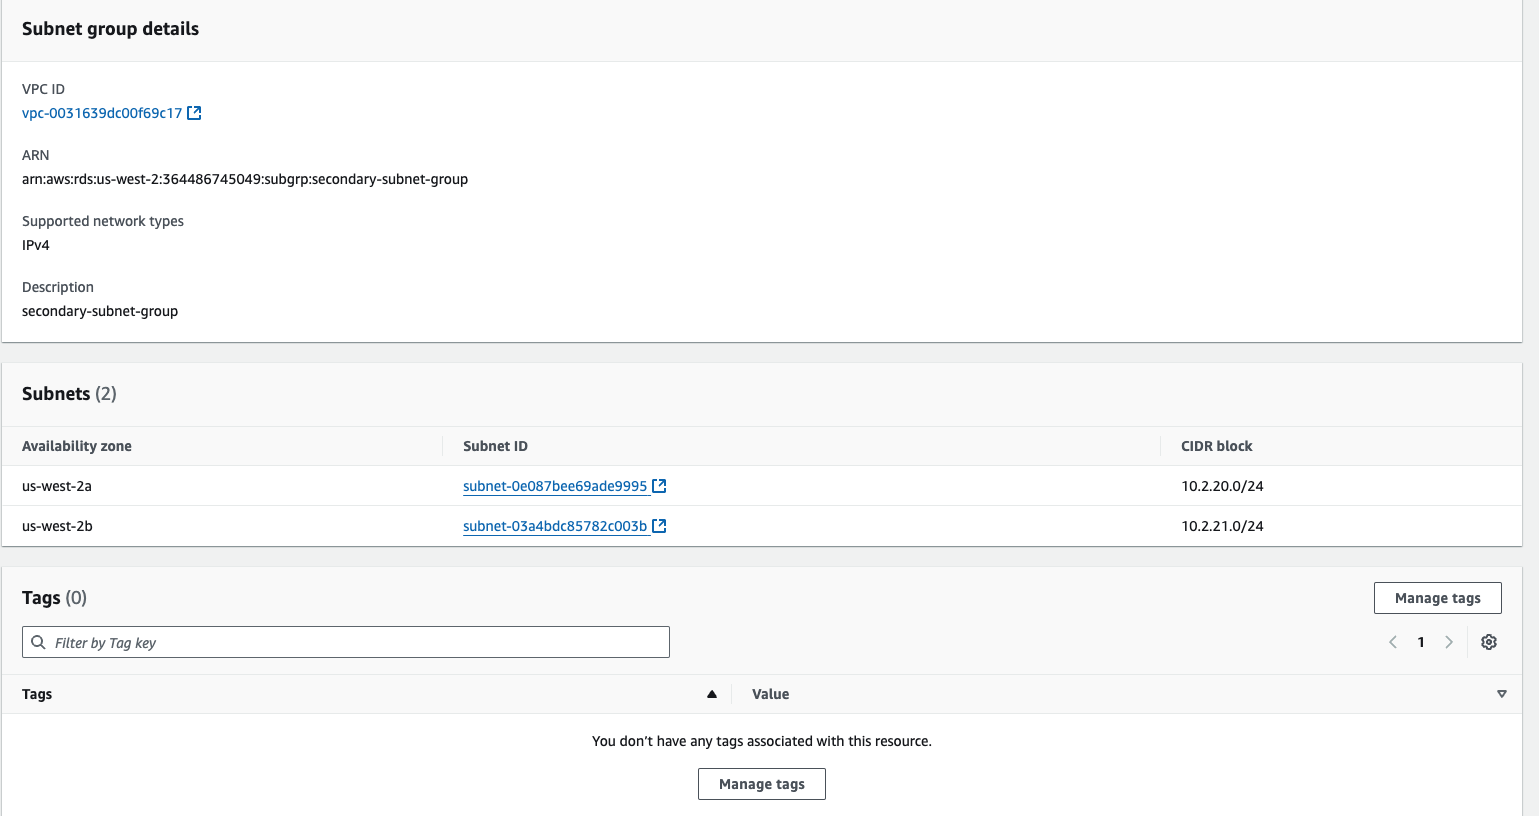 Subnet group details
VPC ID
vpc-0031639dc00f69c17
ARN
arn:aws:rds:us-west-2:364486745049:subgrp:secondary-subnet-group
Supported network types
IPv4
Description
secondary-subnet-group
Subnets (2)
Availability zone Subnet ID CIDR block
us-west-2a subnet-0e087bee69ade9995 10.2.20.0/24
us-west-2b subnet-03a4bdc85782c003b 10.2.21.0/24
Tags (0) Manage tags
Filter by Tag key 1
Tags Value
You don't have any tags associated with this resource.
Manage tags